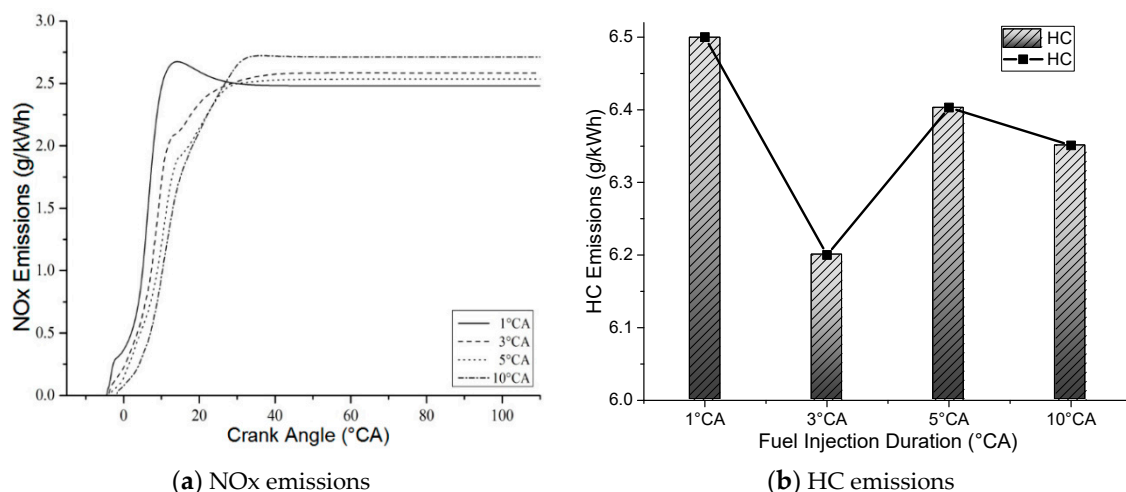 3.0
2.5
2.0
1.5
1.0
0.5
0.0
NOx Emissions (g/kWh)
1°CA
3°CA
5°CA
10°CA
0 20 40 60 80 100
Crank Angle (°CA)
(a) NOx emissions
6.5
6.4
6.3
6.2
6.1
6.0
HC Emissions (g/kWh)
HC
HC
1°CA 3°CA 5°CA 10°CA
Fuel Injection Duration (°CA)
(b) HC emissions